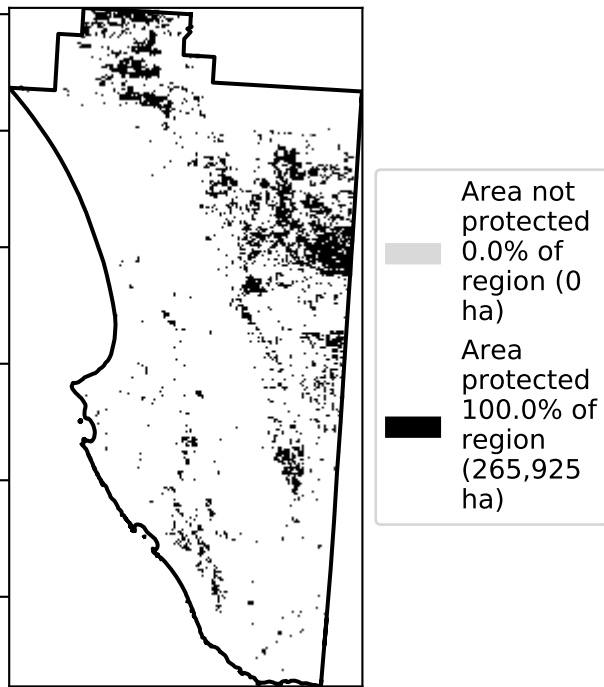 Area not
protected
0.0% of
region (0
ha)
Area
protected
100.0% of
region
(265,925
ha)